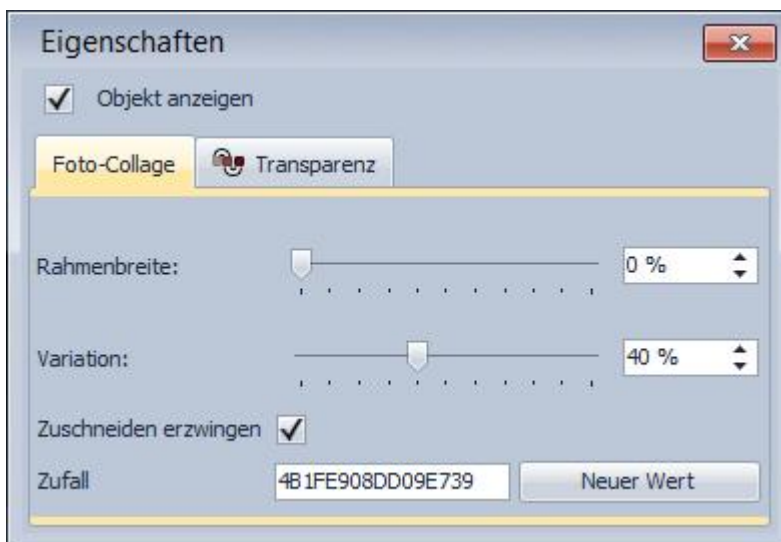 Eigenschaften
Objekt anzeigen
Foto-Collage Transparenz
Rahmenbreite: 0 %
Variation: 40 %
Zuschneiden erzwingen
Zufall 4B1FE908DD09E739 Neuer Wert